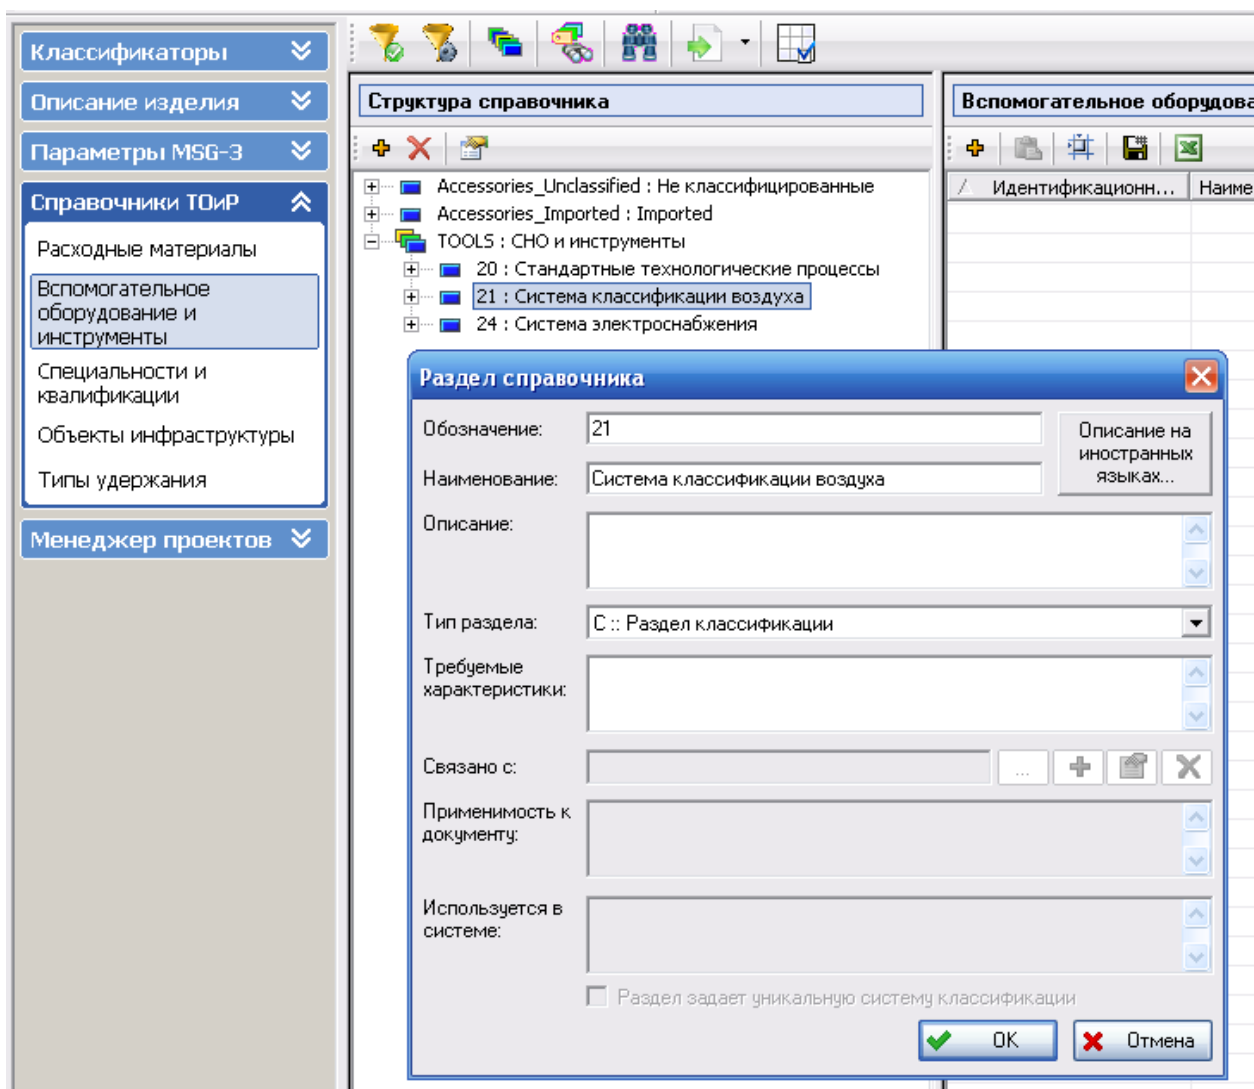 Классификаторы
Описание изделия
Параметры MSG-3
Справочники ТОиР
Расходные материалы
Вспомогательное
оборудование и
инструменты
Специальности и
квалификации
Объекты инфраструктуры
Типы удержания
Менеджер проектов
Структура справочника
Accessories_Unclassified : Не классифицированные
Accessories_Imported : Imported
TOOLS : СНО и инструменты
20 : Стандартные технологические процессы
21 : Система классификации воздуха
24 : Система электроснабжения
Вспомогательное оборудова
Идентификационн...
Наиме
Раздел справочника
Обозначение:
21
Описание на
иностранных
языках...
Наименование:
Система классификации воздуха
Описание:
Тип раздела:
C :: Раздел классификации
Требуемые
характеристики:
Связано с:
...
Применимость к
документу:
Используется в
системе:
Раздел задает уникальную систему классификации
OK
Отмена